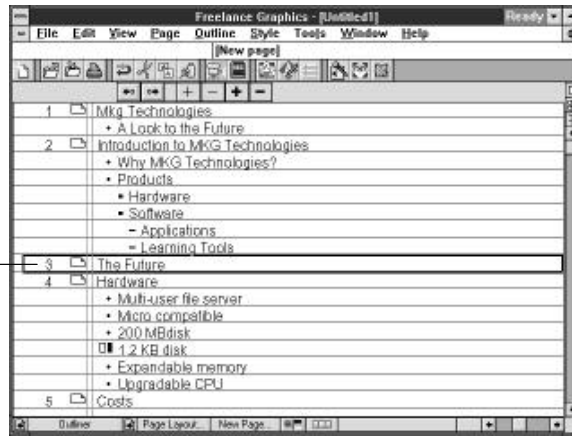 Freelance Graphics - [Untitled1] Ready
File Edit View Page Outline Style Tools Window Help
[New page]
+ - + -
1 Mkg Technologies
• A Look to the Future
2 Introduction to MKG Technologies
• Why MKG Technologies?
• Products
▪ Hardware
▪ Software
– Applications
– Learning Tools
3 The Future
4 Hardware
• Multi-user file server
• Micro compatible
• 200 MBdisk
1.2 KB disk
• Expandable memory
• Upgradable CPU
5 Costs
Outliner Page Layout... New Page...